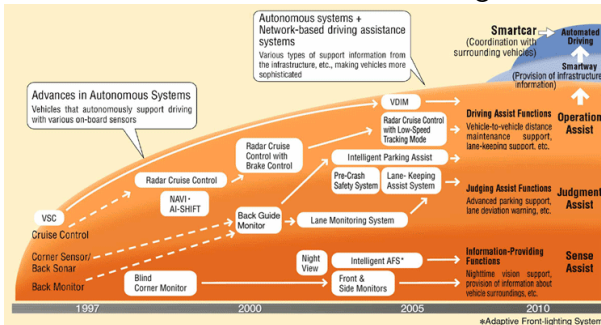 Autonomous systems +
Network-based driving assistance
systems
Various types of support information from
the infrastructure, etc., making vehicles more
sophisticated
Smartcar
(Coordination with
surrounding vehicles)
Automated
Driving
Smartway
(Provision of infrastructure
information)
Advances in Autonomous Systems
Vehicles that autonomously support driving
with various on-board sensors
VDIM
Radar Cruise Control
with Low-Speed
Tracking Mode
Driving Assist Functions
Vehicle-to-vehicle distance
maintenance support,
lane-keeping support, etc.
Operation
Assist
Radar Cruise
Control with
Brake Control
Intelligent Parking Assist
Radar Cruise Control
Pre-Crash
Safety System
Lane- Keeping
Assist System
Judging Assist Functions
Advanced parking support,
lane deviation warning, etc.
Judgment
Assist
NAVI・
AI-SHIFT
VSC
Cruise Control
Back Guide
Monitor
Lane Monitoring System
Corner Sensor/
Back Sonar
Night
View
Intelligent AFS*
Information-Providing
Functions
Nighttime vision support,
provision of information about
vehicle surroundings, etc.
Sense
Assist
Back Monitor
Blind
Corner Monitor
Front &
Side Monitors
1997
2000
2005
2010
*Adaptive Front-lighting System